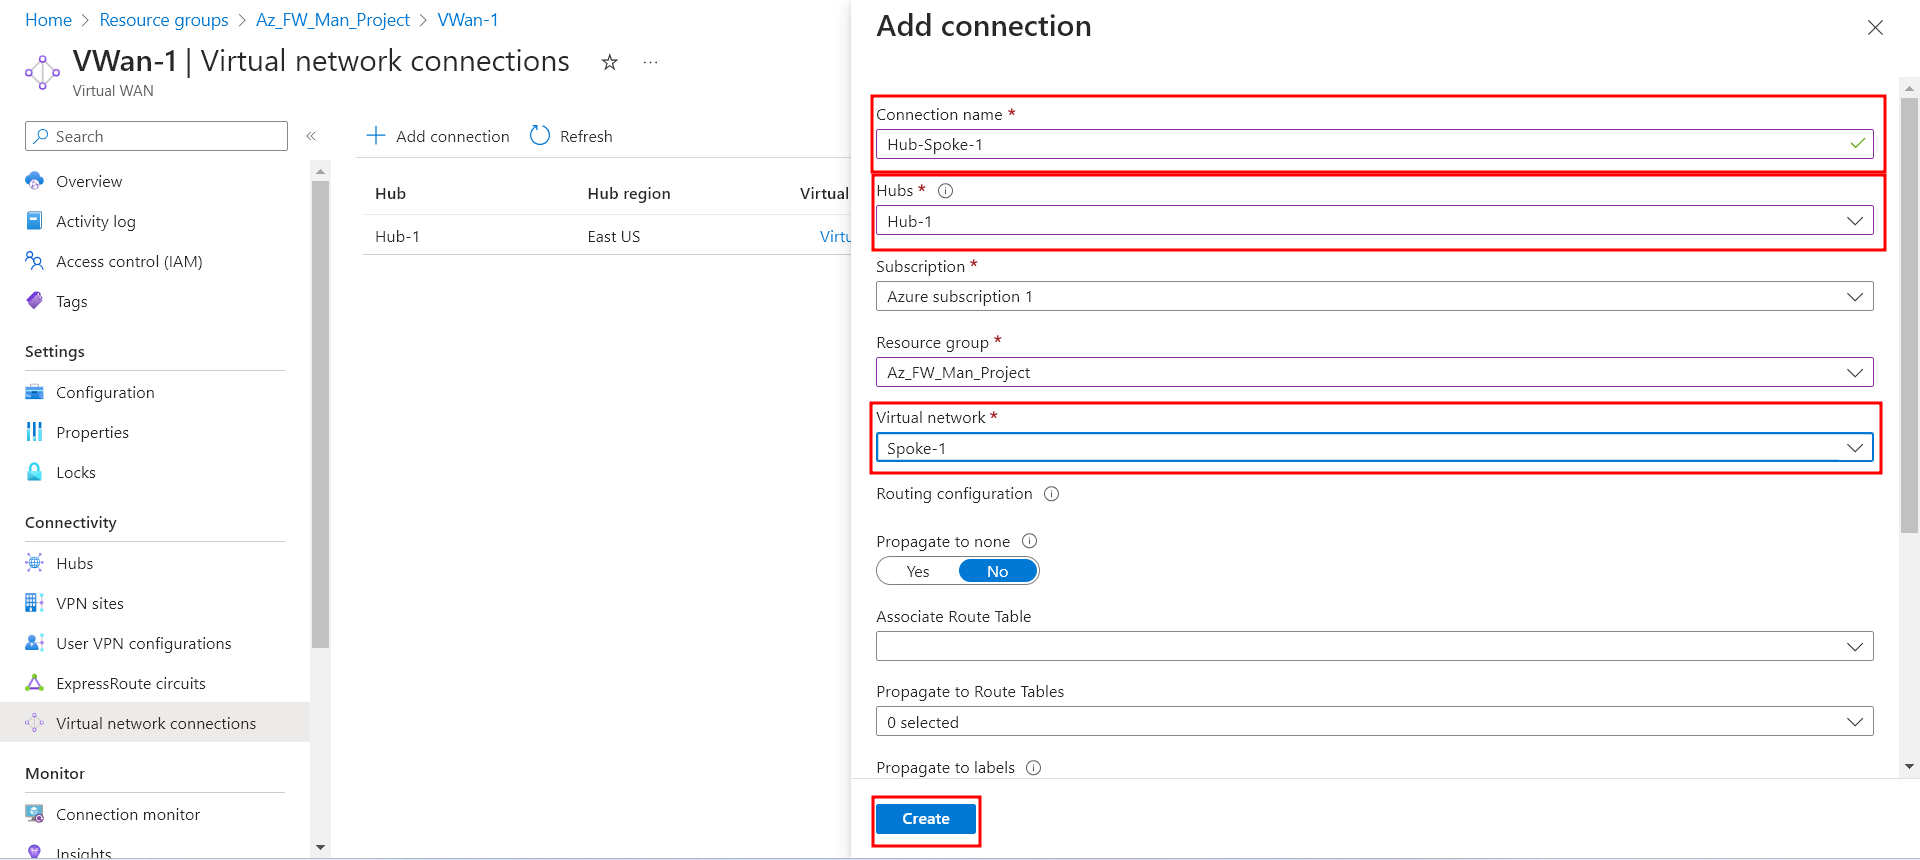 Home > Resource groups > Az_FW_Man_Project > VWan-1
VWan-1 | Virtual network connections ...
Virtual WAN
Search
«
Overview
Activity log
Access control (IAM)
Tags
Settings
Configuration
Properties
Locks
Connectivity
Hubs
VPN sites
User VPN configurations
ExpressRoute circuits
Virtual network connections
Monitor
Connection monitor
Insights
Add connection Refresh
Hub Hub region Virtual
Hub-1 East US Virtu
Add connection
Connection name *
Hub-Spoke-1
Hubs *
Hub-1
Subscription *
Azure subscription 1
Resource group *
Az_FW_Man_Project
Virtual network *
Spoke-1
Routing configuration
Propagate to none
Yes No
Associate Route Table
Propagate to Route Tables
0 selected
Propagate to labels
Create